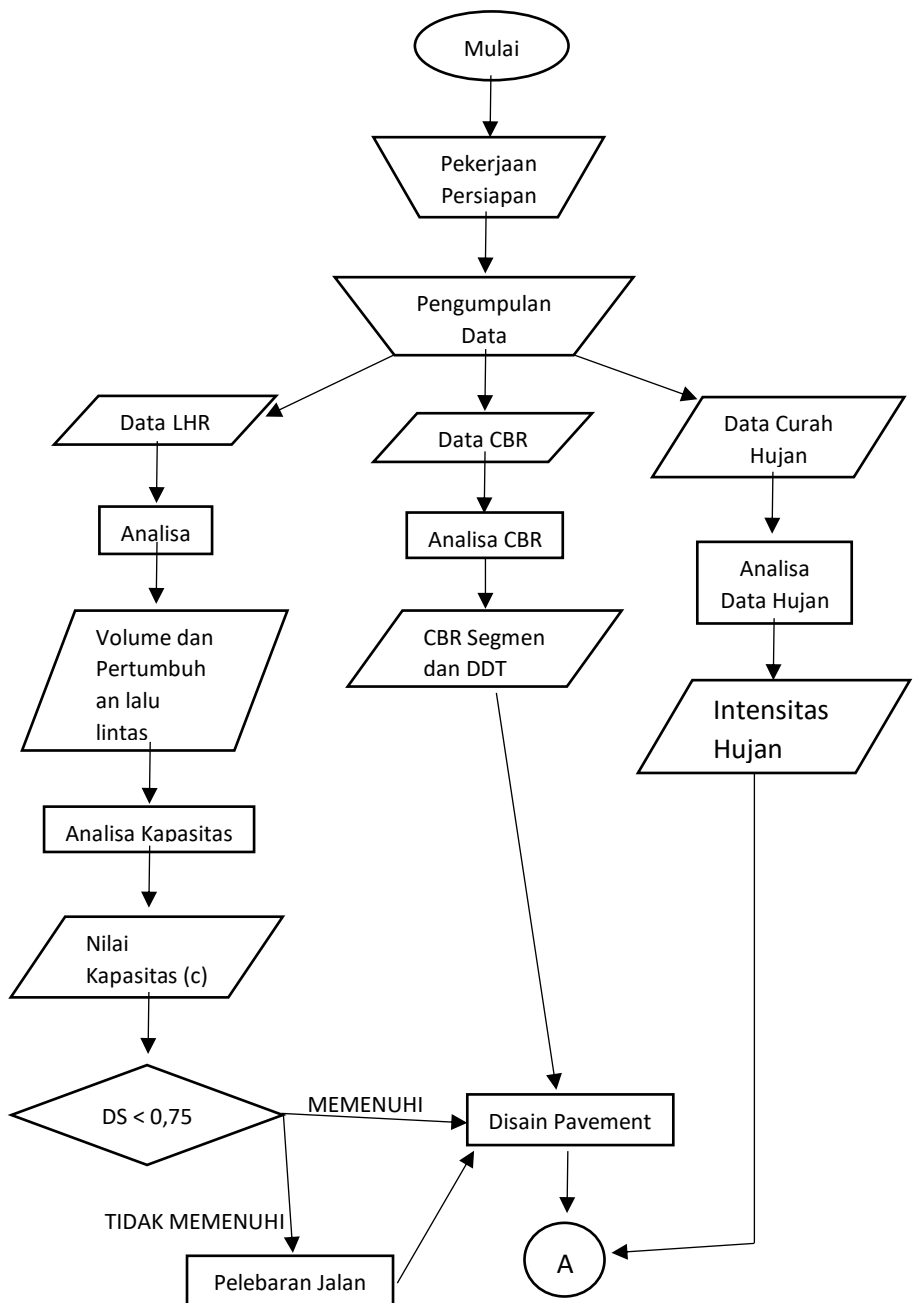 Mulai
Pekerjaan
Persiapan
Pengumpulan
Data
Data LHR
Data CBR
Data Curah
Hujan
Analisa
Analisa CBR
Analisa
Data Hujan
Volume dan
Pertumbuh
an lalu
lintas
CBR Segmen
dan DDT
Intensitas
Hujan
Analisa Kapasitas
Nilai
Kapasitas (c)
DS < 0,75
MEMENUHI
Disain Pavement
TIDAK MEMENUHI
Pelebaran Jalan
A